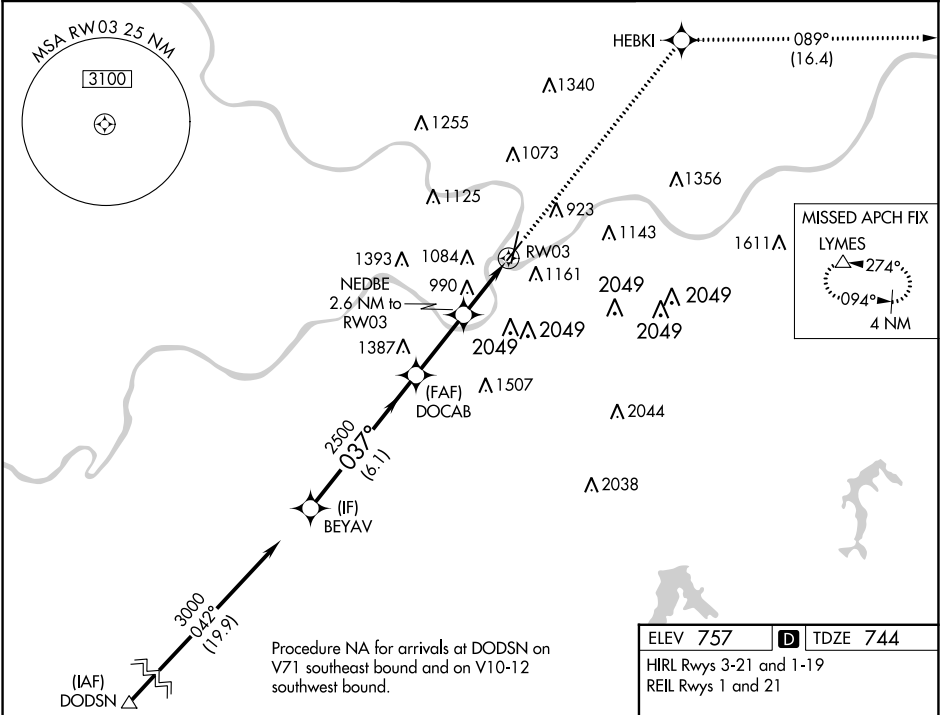 MSA RW03 25 NM
3100
HEBKI
089°
(16.4)
1340
1255
1073
1125
1356
923
1143
1611
MISSED APCH FIX
LYMES
274°
094°
4 NM
1393
1084
RW03
1161
990
NEDBE
2.6 NM to
RW03
2049
2049
2049
2049
2049
1387
(FAF)
DOCAB
1507
2044
2500
037°
(6.1)
2038
(IF)
BEYAV
3000
042°
(19.9)
(IAF)
DODSN
Procedure NA for arrivals at DODSN on
V71 southeast bound and on V10-12
southwest bound.
ELEV 757 D TDZE 744
HIRL Rwys 3-21 and 1-19
REIL Rwys 1 and 21